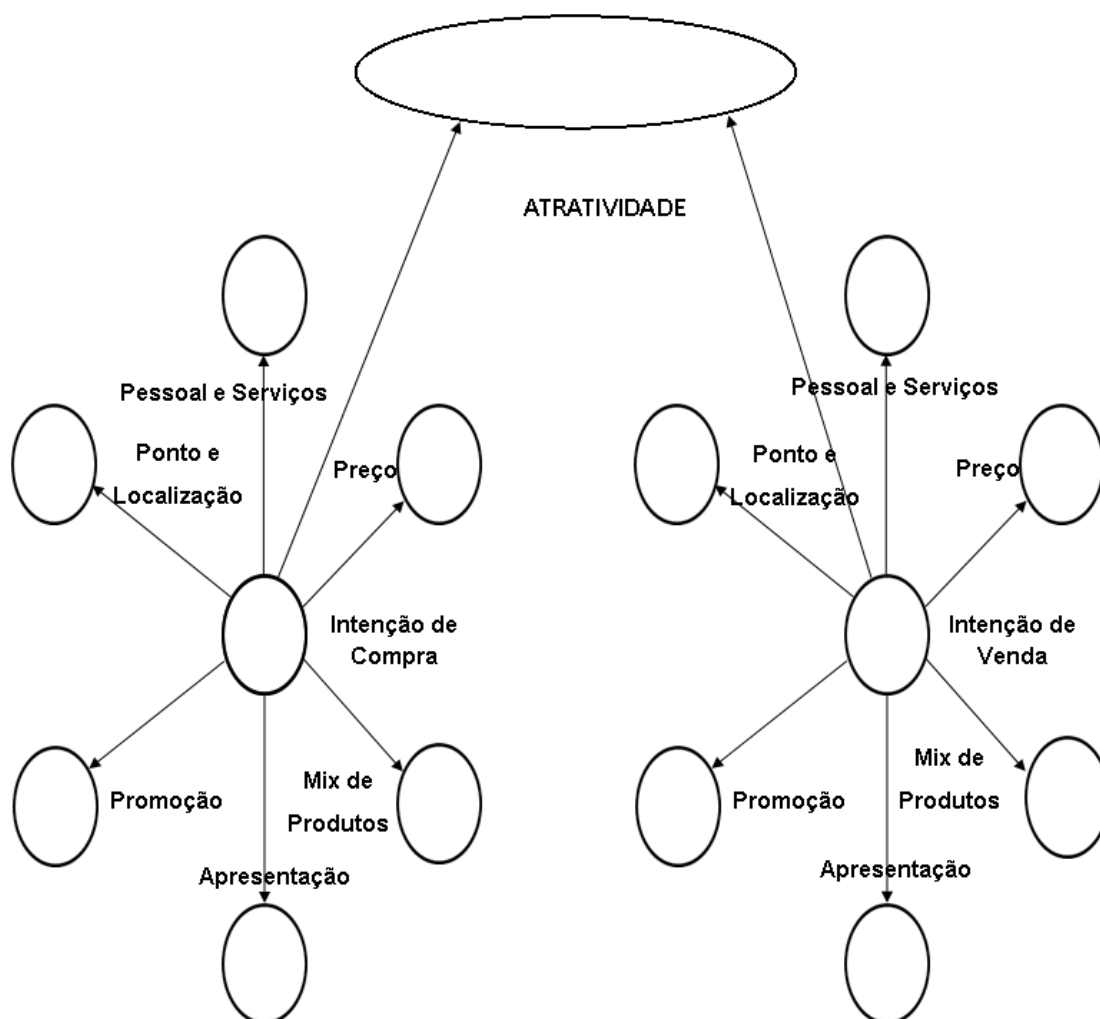 ATRATIVIDADE
Pessoal e Serviços
Ponto e
Localização
Preço
Intenção de
Compra
Promoção
Mix de
Produtos
Apresentação
Pessoal e Serviços
Ponto e
Localização
Preço
Intenção de
Venda
Promoção
Mix de
Produtos
Apresentação